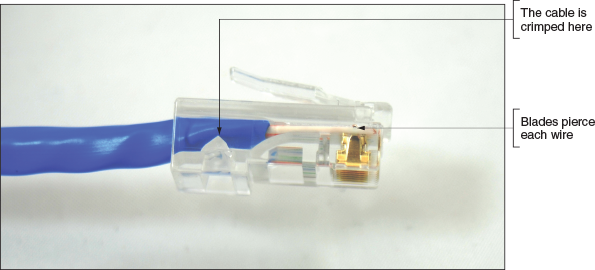 The cable is
crimped here
Blades pierce
each wire